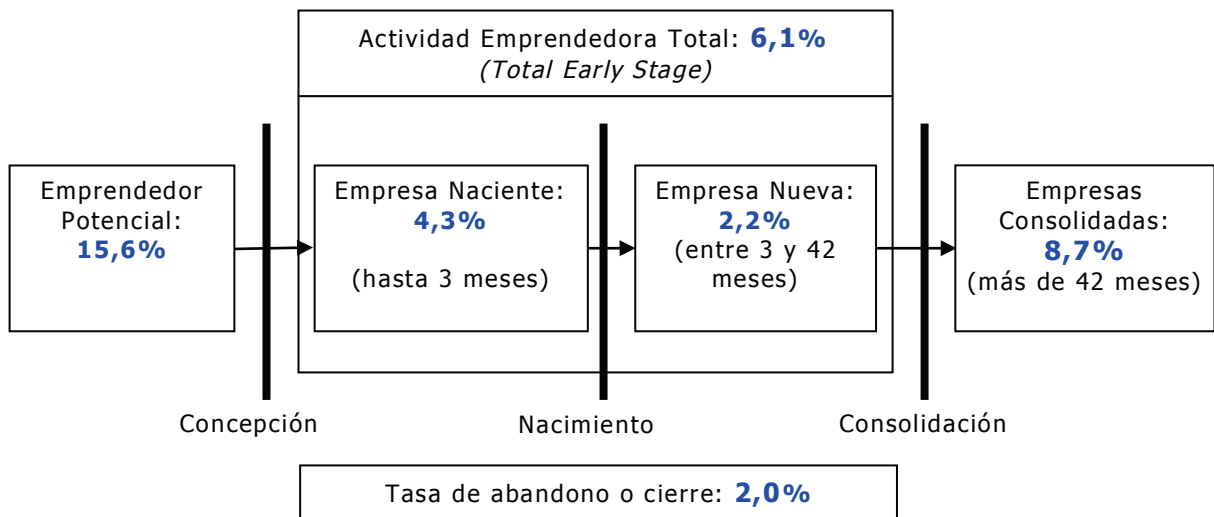 Actividad Emprendedora Total: 6,1%
(Total Early Stage)
Emprendedor
Potencial:
15,6%
Empresa Naciente:
4,3%
(hasta 3 meses)
Empresa Nueva:
2,2%
(entre 3 y 42
meses)
Empresas
Consolidadas:
8,7%
(más de 42 meses)
Concepción
Nacimiento
Consolidación
Tasa de abandono o cierre: 2,0%